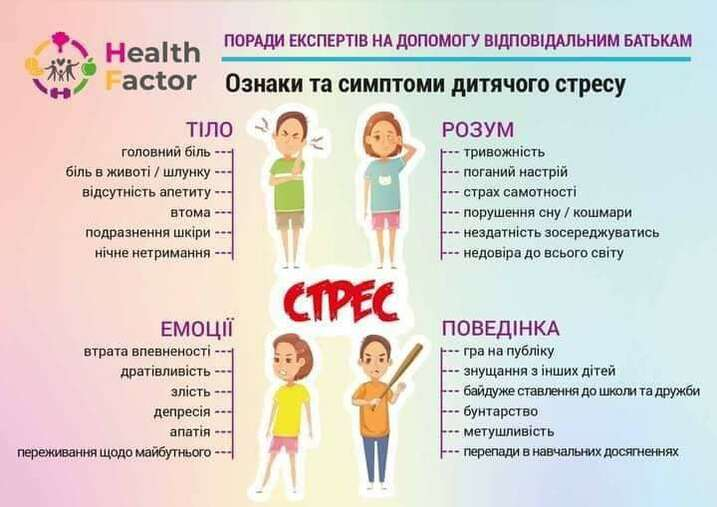 Health
Factor
ПОРАДИ ЕКСПЕРТІВ НА ДОПОМОГУ ВІДПОВІДАЛЬНИМ БАТЬКАМ
Ознаки та симптоми дитячого стресу
ТІЛО
головний біль
біль в животі / шлунку
відсутність апетиту
втома
подразнення шкіри
нічне нетримання
РОЗУМ
тривожність
поганий настрій
страх самотності
порушення сну / кошмари
нездатність зосереджуватись
недовіра до всього світу
СТРЕС
ЕМОЦІЇ
втрата впевненості
дратівливість
злість
депресія
апатія
переживання щодо майбутнього
ПОВЕДІНКА
гра на публіку
знущання з інших дітей
байдуже ставлення до школи та дружби
бунтарство
метушливість
перепади в навчальних досягненнях